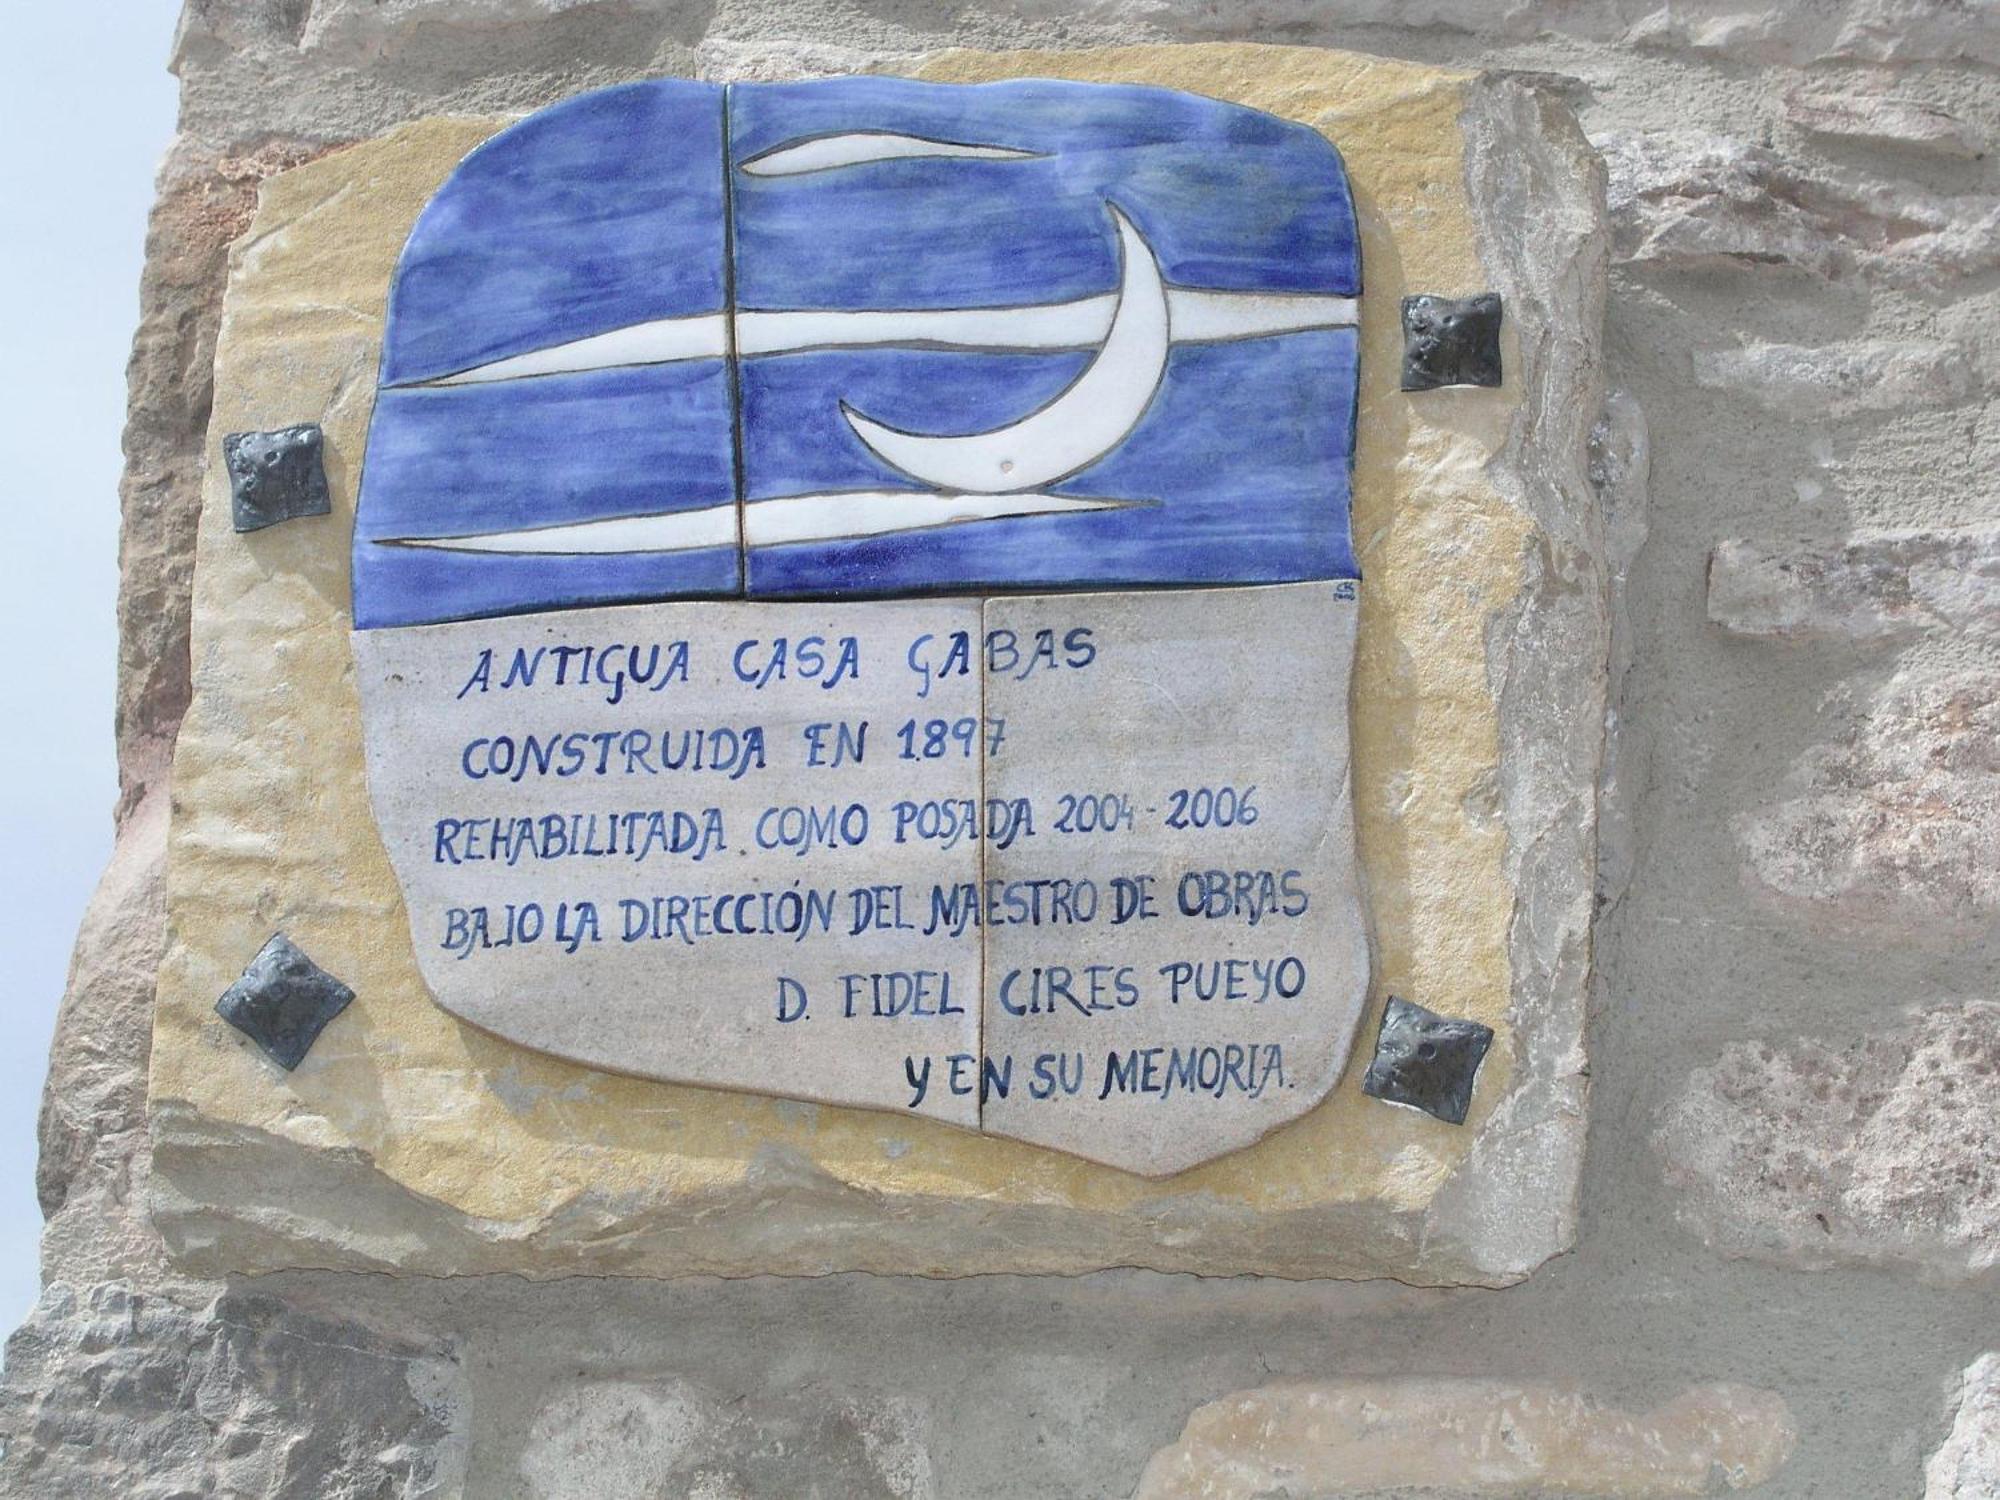 ANTIGUA CASA GABAS
CONSTRUIDA EN 1897
REHABILITADA COMO POSADA 2004-2006
BAJO LA DIRECCIÓN DEL MAESTRO DE OBRAS
D. FIDEL CIRES PUEYO
Y EN SU MEMORIA.